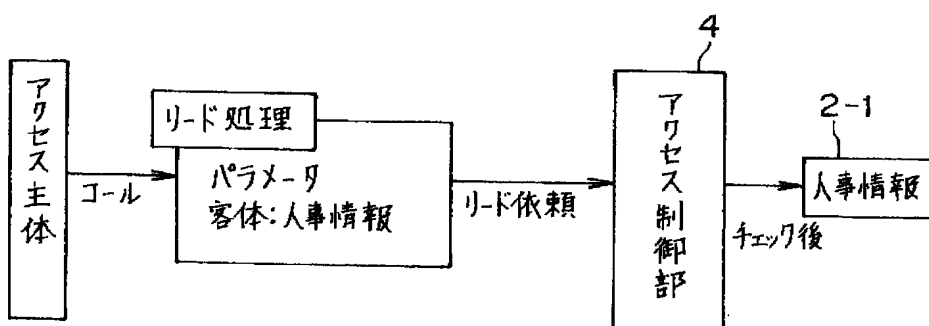 アクセス主体
コール
リード処理
パラメータ
客体:人事情報
リード依頼
4
アクセス制御部
チェック後
2-1
人事情報